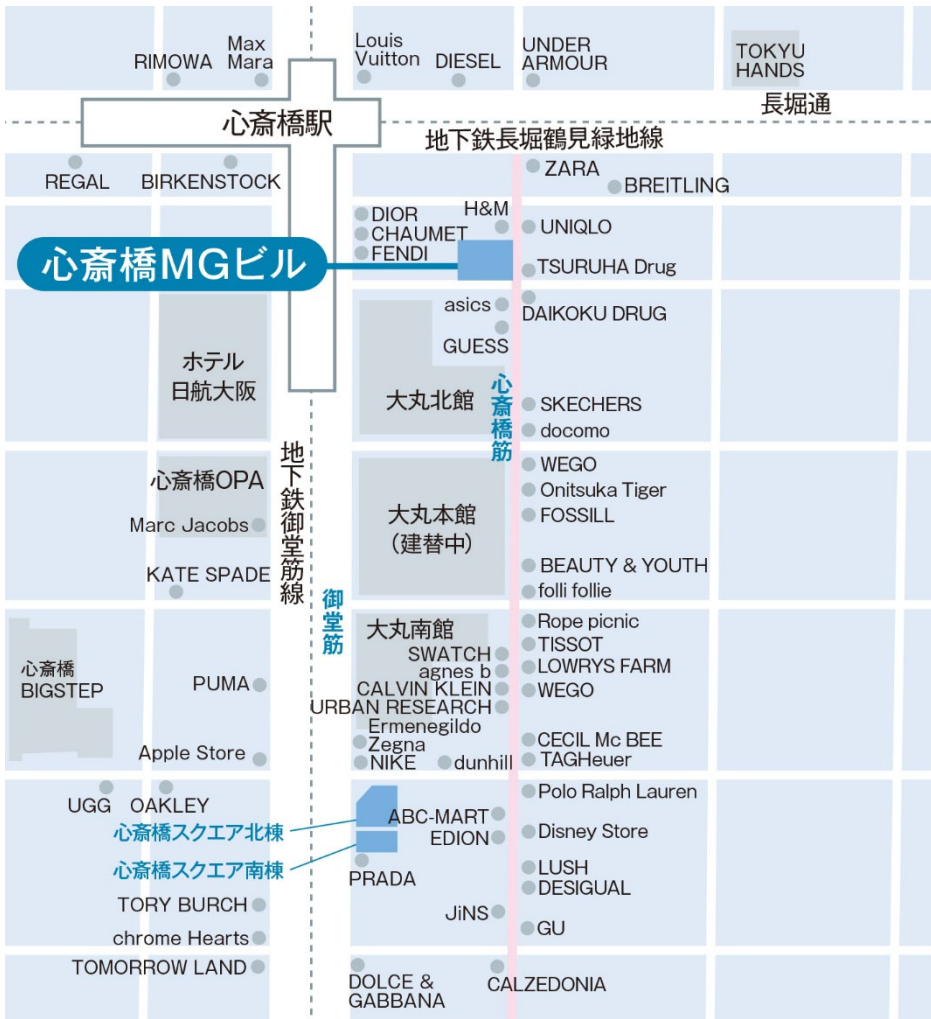 RIMOWA
Max
Mara
Louis
Vuitton
DIESEL
UNDER
ARMOUR
TOKYU
HANDS
長堀通
心斎橋駅
地下鉄長堀鶴見緑地線
REGAL
BIRKENSTOCK
ZARA
BREITLING
DIOR
CHAUMET
FENDI
H&M
UNIQLO
心斎橋MGビル
TSURUHA Drug
asics
DAIKOKU DRUG
GUESS
ホテル
日航大阪
大丸北館
心斎橋筋
SKECHERS
docomo
心斎橋OPA
Marc Jacobs
地下鉄御堂筋線
大丸本館
（建替中）
WEGO
Onitsuka Tiger
FOSSILL
BEAUTY & YOUTH
folli follie
KATE SPADE
御堂筋
大丸南館
SWATCH
agnes b
CALVIN KLEIN
URBAN RESEARCH
Ermenegildo
Zegna
NIKE
dunhill
Rope picnic
TISSOT
LOWRYS FARM
WEGO
CECIL Mc BEE
TAGHeuer
心斎橋
BIGSTEP
PUMA
Apple Store
UGG
OAKLEY
心斎橋スクエア北棟
心斎橋スクエア南棟
ABC-MART
EDION
PRADA
JiNS
Polo Ralph Lauren
Disney Store
LUSH
DESIGUAL
GU
TORY BURCH
chrome Hearts
TOMORROW LAND
DOLCE &
GABBANA
CALZEDONIA